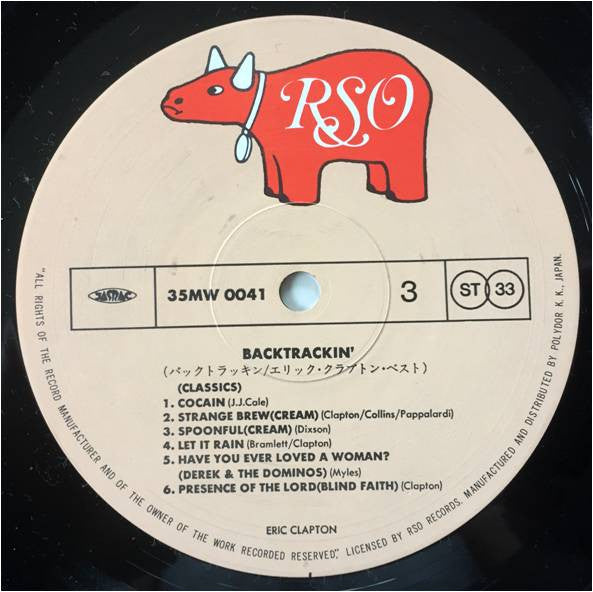 RSO
JASRAC
35MW 0041
3
ST 33
BACKTRACKIN'
(バックトラッキン/エリック・クラプトン・ベスト)
(CLASSICS)
1. COCAIN (J.J.Cale)
2. STRANGE BREW(CREAM) (Clapton/Collins/Pappalardi)
3. SPOONFUL(CREAM) (Dixson)
4. LET IT RAIN (Bramlett/Clapton)
5. HAVE YOU EVER LOVED A WOMAN?
(DEREK & THE DOMINOS) (Myles)
6. PRESENCE OF THE LORD(BLIND FAITH) (Clapton)
ERIC CLAPTON
"ALL RIGHTS OF THE RECORD MANUFACTURER AND OF THE OWNER OF THE WORK RECORDED RESERVED", LICENSED BY RSO RECORDS. MANUFACTURED AND DISTRIBUTED BY POLYDOR K. K., JAPAN.